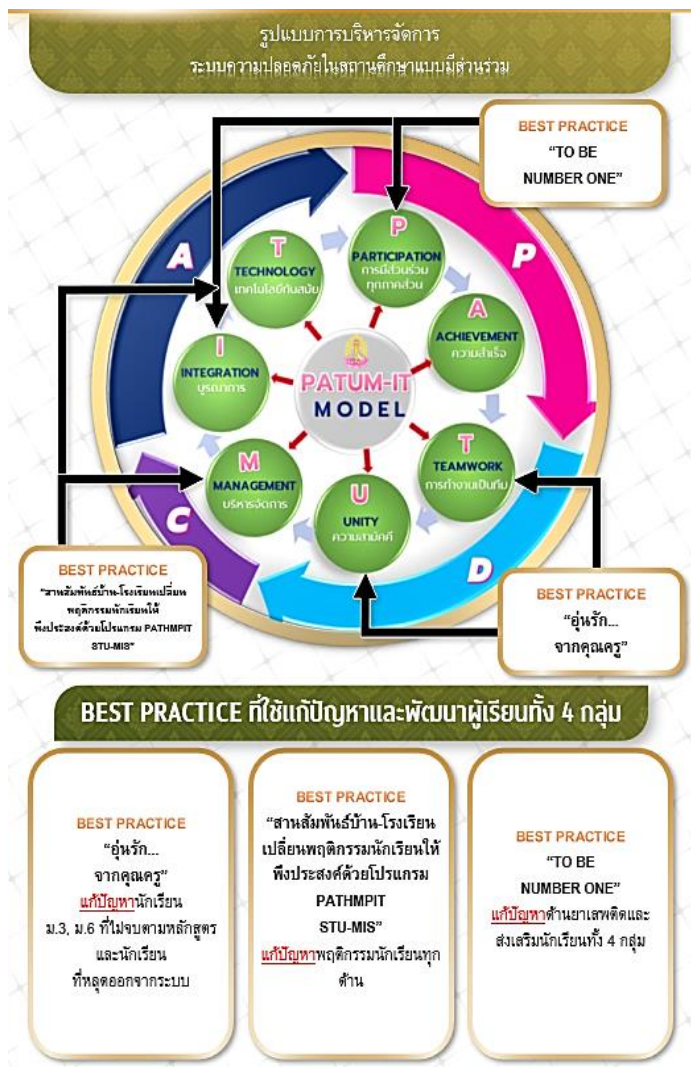 รูปแบบการบริหารจัดการ
ระบบความปลอดภัยในสถานศึกษาแบบมีส่วนร่วม
BEST PRACTICE
“TO BE
NUMBER ONE”
A
P
D
C
T
TECHNOLOGY
เทคโนโลยีทันสมัย
P
PARTICIPATION
การมีส่วนร่วม
ทุกภาคส่วน
A
ACHIEVEMENT
ความสำเร็จ
I
INTEGRATION
บูรณาการ
PATUM-IT
MODEL
M
MANAGEMENT
บริหารจัดการ
T
TEAMWORK
การทำงานเป็นทีม
U
UNITY
ความสามัคคี
BEST PRACTICE
“สานสัมพันธ์บ้าน-โรงเรียนเปลี่ยน
พฤติกรรมนักเรียนให้
พึงประสงค์ด้วยโปรแกรม PATHMPIT
STU-MIS”
BEST PRACTICE
“อุ่นรัก...
จากคุณครู”
BEST PRACTICE ที่ใช้แก้ปัญหาและพัฒนาผู้เรียนทั้ง 4 กลุ่ม
BEST PRACTICE
“อุ่นรัก...
จากคุณครู”
แก้ปัญหานักเรียน
ม.3, ม.6 ที่ไม่จบตามหลักสูตร
และนักเรียน
ที่หลุดออกจากระบบ
BEST PRACTICE
“สานสัมพันธ์บ้าน-โรงเรียน
เปลี่ยนพฤติกรรมนักเรียนให้
พึงประสงค์ด้วยโปรแกรม
PATHMPIT
STU-MIS”
แก้ปัญหาพฤติกรรมนักเรียนทุก
ด้าน
BEST PRACTICE
“TO BE
NUMBER ONE”
แก้ปัญหาด้านยาเสพติดและ
ส่งเสริมนักเรียนทั้ง 4 กลุ่ม